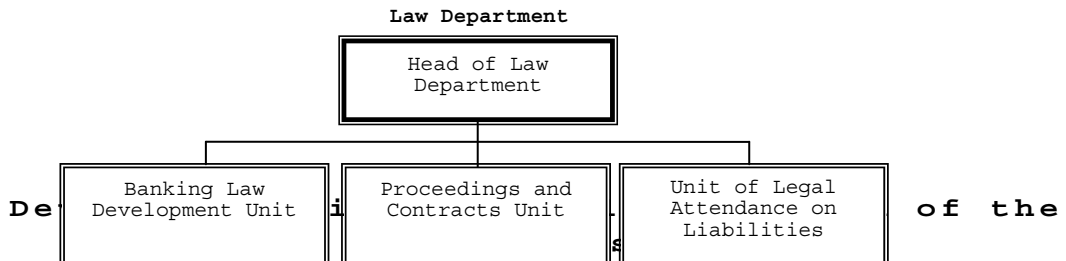 Law Department
Head of Law
Department
Banking Law
Development Unit
Proceedings and
Contracts Unit
Unit of Legal
Attendance on
Liabilities
of the